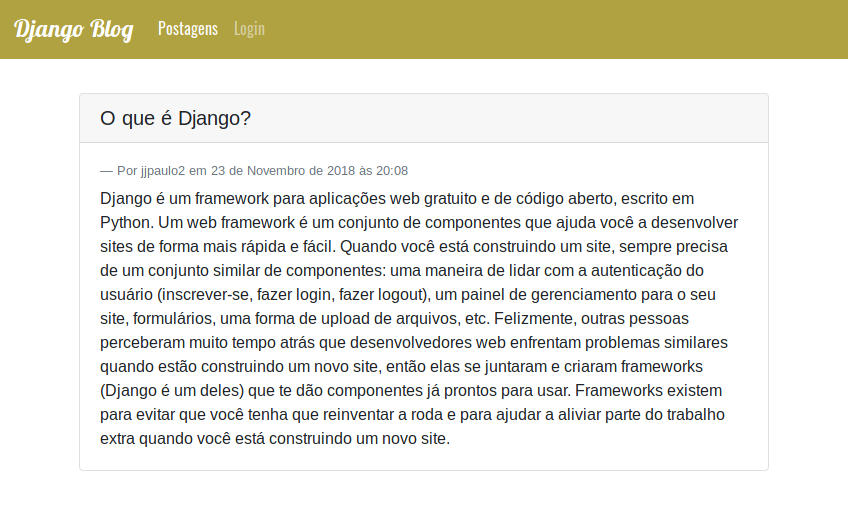 Django Blog Postagens Login
O que é Django?
— Por jjpaulo2 em 23 de Novembro de 2018 às 20:08
Django é um framework para aplicações web gratuito e de código aberto, escrito em
Python. Um web framework é um conjunto de componentes que ajuda você a desenvolver
sites de forma mais rápida e fácil. Quando você está construindo um site, sempre precisa
de um conjunto similar de componentes: uma maneira de lidar com a autenticação do
usuário (inscrever-se, fazer login, fazer logout), um painel de gerenciamento para o seu
site, formulários, uma forma de upload de arquivos, etc. Felizmente, outras pessoas
perceberam muito tempo atrás que desenvolvedores web enfrentam problemas similares
quando estão construindo um novo site, então elas se juntaram e criaram frameworks
(Django é um deles) que te dão componentes já prontos para usar. Frameworks existem
para evitar que você tenha que reinventar a roda e para ajudar a aliviar parte do trabalho
extra quando você está construindo um novo site.